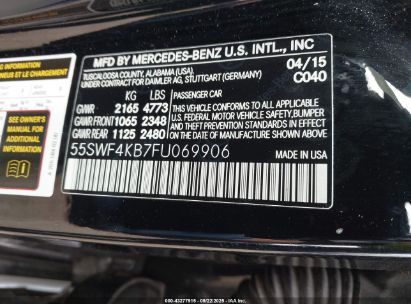 MFD BY MERCEDES-BENZ U.S. INTL., INC
TUSCALOOSA COUNTY, ALABAMA (USA)
UNDER CONTRACT FOR DAIMLER AG, STUTTGART (GERMANY)
04/15
C040
KG LBS
PASSENGER CAR
GVWR 2165 4773
GAWR FRONT 1065 2348
GAWR REAR 1125 2480
THIS VEHICLE CONFORMS TO ALL APPLICABLE
U.S. FEDERAL MOTOR VEHICLE SAFETY,
BUMPER, AND THEFT PREVENTION STANDARDS IN
EFFECT ON THE DATE OF MANUFACTURE SHOWN ABOVE.
55SWF4KB7FU069906
ET LE CHARGEMENT
SEE OWNER'S
MANUAL FOR
ADDITIONAL
INFORMATION